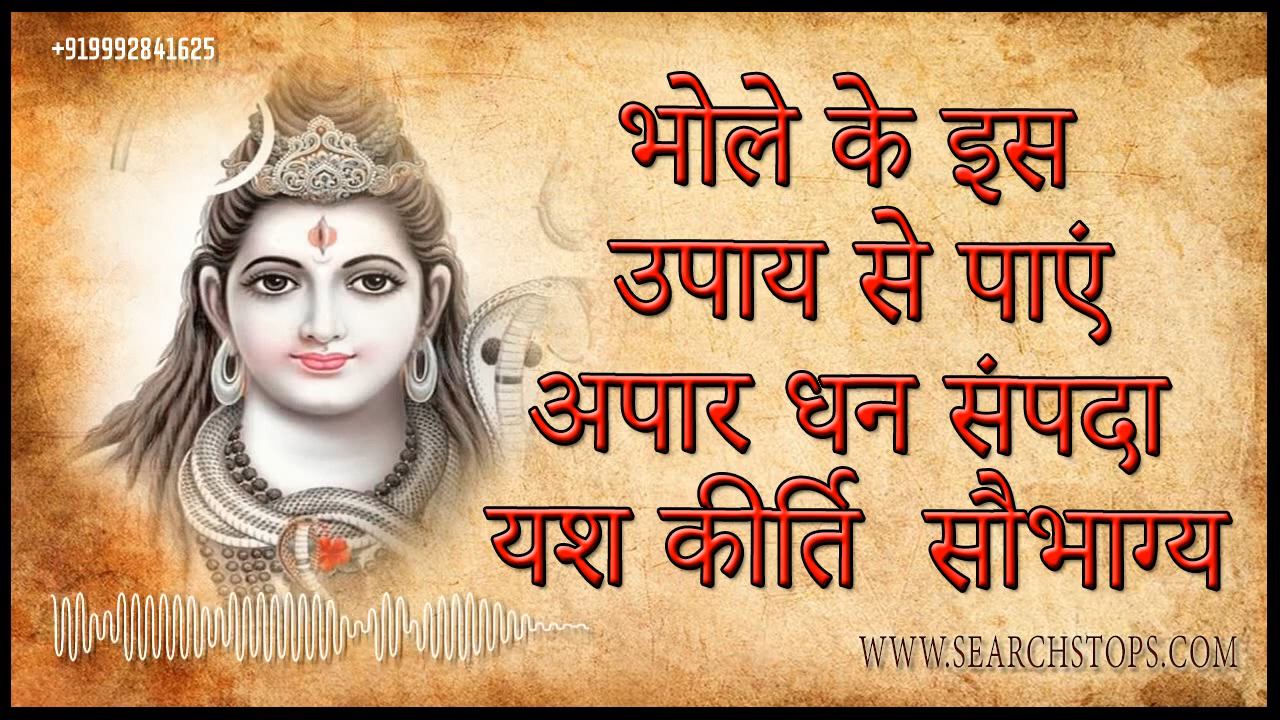 +919992841625
भोले के इस
उपाय से पाएं
अपार धन संपदा
यश कीर्ति सौभाग्य
WWW.SEARCHSTOPS.COM